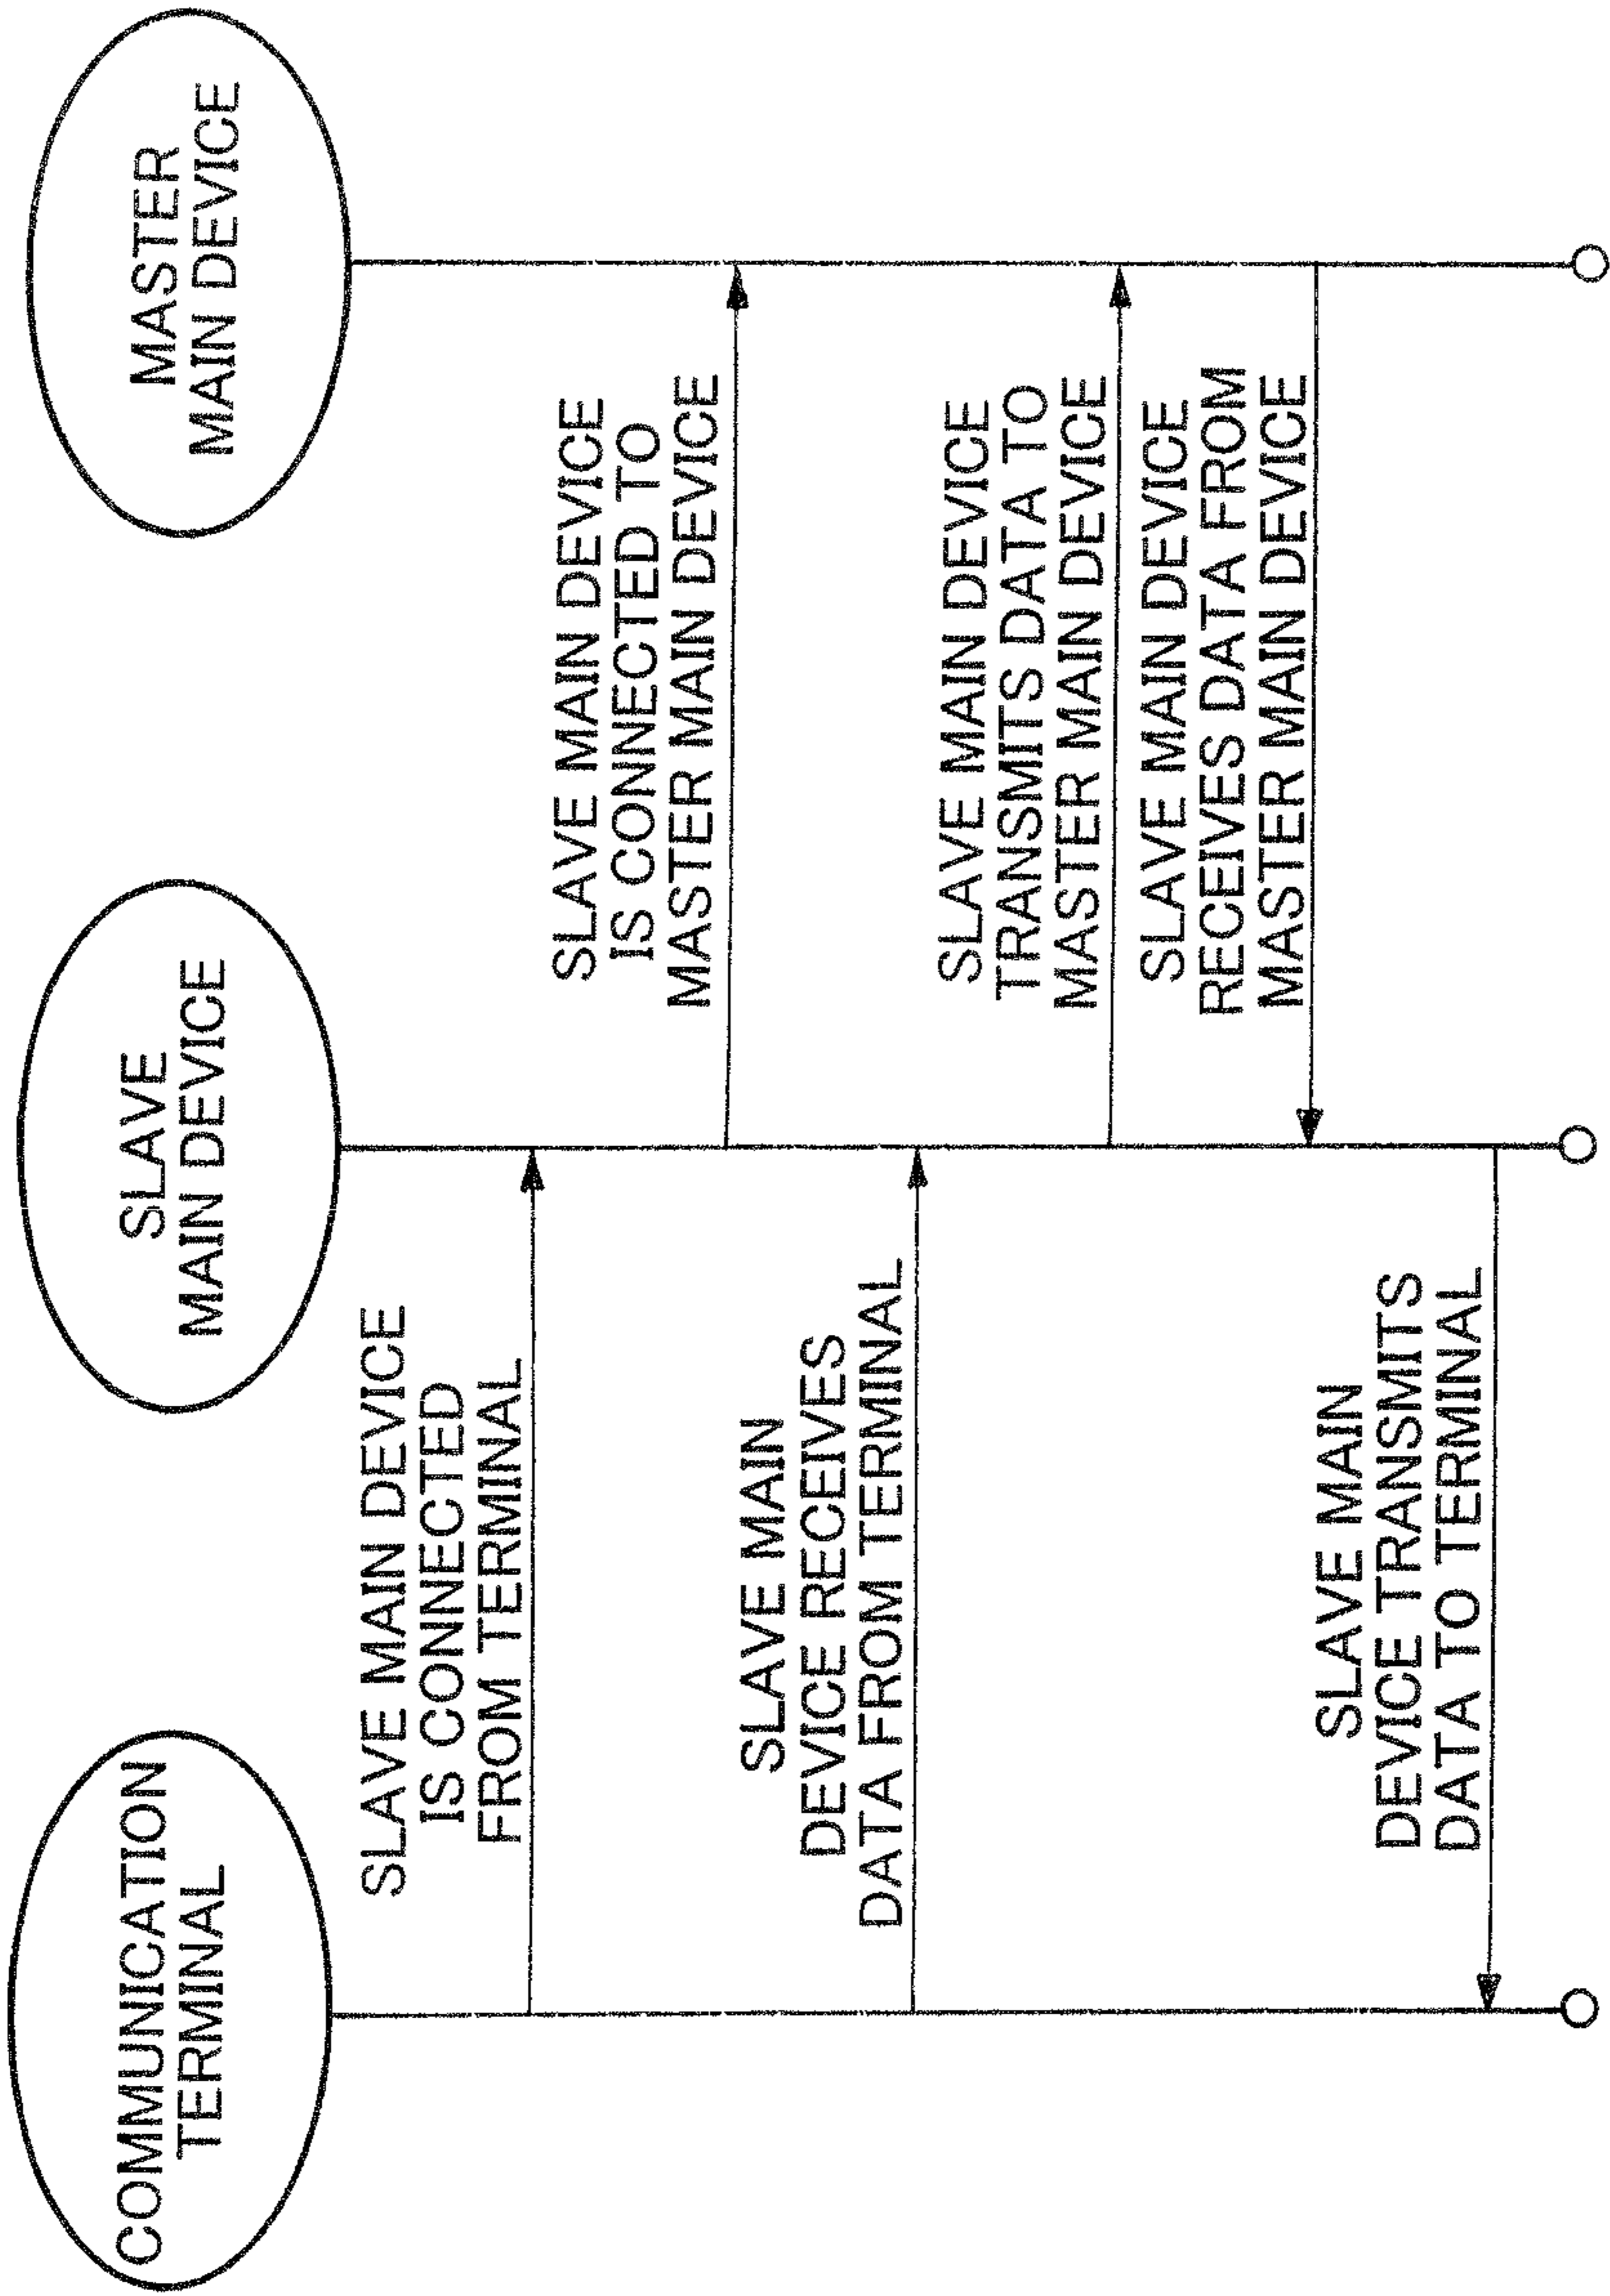 COMMUNICATION
TERMINAL
SLAVE
MAIN DEVICE
MASTER
MAIN DEVICE
SLAVE MAIN DEVICE
IS CONNECTED
FROM TERMINAL
SLAVE MAIN DEVICE
IS CONNECTED TO
MASTER MAIN DEVICE
SLAVE MAIN
DEVICE RECEIVES
DATA FROM TERMINAL
SLAVE MAIN DEVICE
TRANSMITS DATA TO
MASTER MAIN DEVICE
SLAVE MAIN DEVICE
RECEIVES DATA FROM
MASTER MAIN DEVICE
SLAVE MAIN
DEVICE TRANSMITS
DATA TO TERMINAL